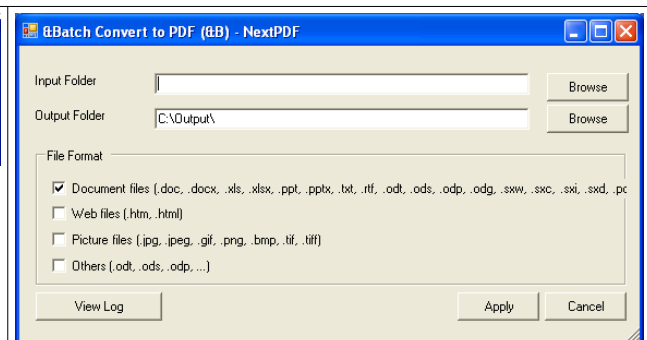 &Batch Convert to PDF (&B) - NextPDF
Input Folder
Browse
Output Folder C:\Output\
Browse
File Format
Document files (.doc, .docx, .xls, .xlsx, .ppt, .pptx, .txt, .rtf, .odt, .ods, .odp, .odg, .sxw, .sxc, .sxi, .sxd, .po
Web files (.htm, .html)
Picture files (.jpg, .jpeg, .gif, .png, .bmp, .tif, .tiff)
Others (.odt, .ods, .odp, ...)
View Log Apply Cancel